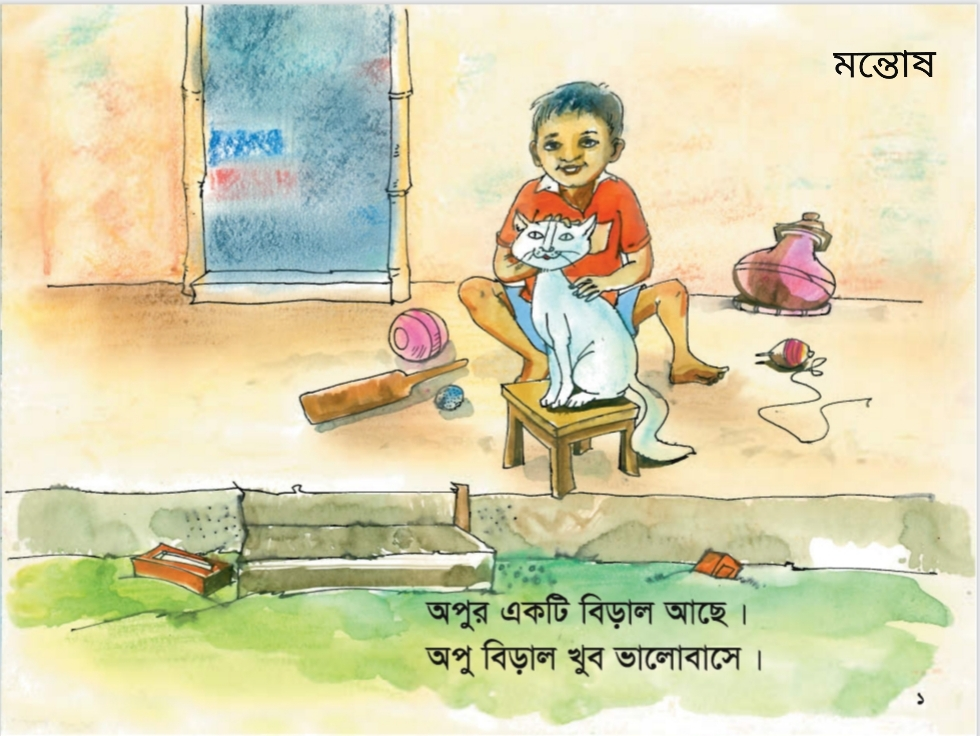 মন্তোষ
অপুর একটি বিড়াল আছে ।
অপু বিড়াল খুব ভালোবাসে ।
১